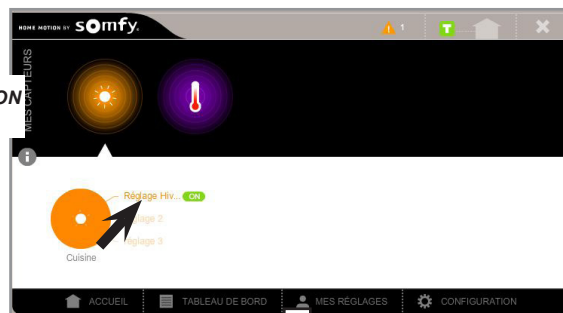 HOME MOTION BY somfy.
1
T
MES CAPTEURS
ON
i
Réglage Hiv... ON
Réglage 2
Réglage 3
Cuisine
ACCUEIL
TABLEAU DE BORD
MES RÉGLAGES
CONFIGURATION